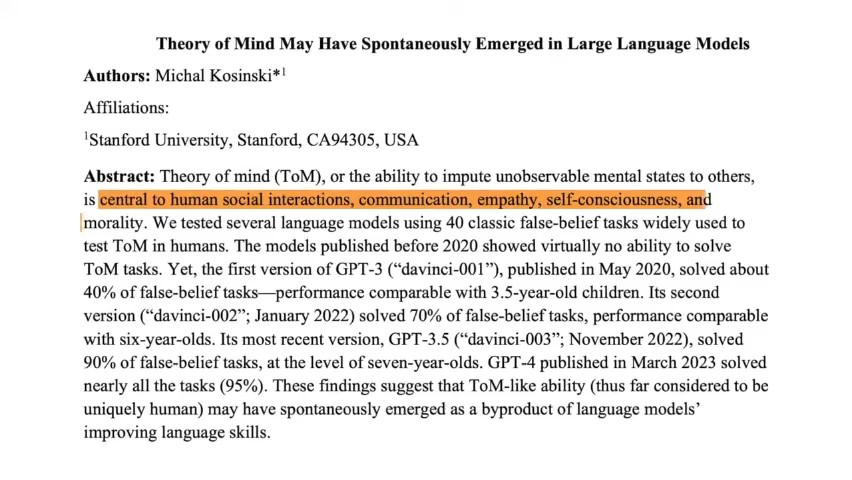 Theory of Mind May Have Spontaneously Emerged in Large Language Models
Authors: Michal Kosinski*1
Affiliations:
1Stanford University, Stanford, CA94305, USA
Abstract: Theory of mind (ToM), or the ability to impute unobservable mental states to others,
is central to human social interactions, communication, empathy, self-consciousness, and
morality. We tested several language models using 40 classic false-belief tasks widely used to
test ToM in humans. The models published before 2020 showed virtually no ability to solve
ToM tasks. Yet, the first version of GPT-3 (“davinci-001”), published in May 2020, solved about
40% of false-belief tasks—performance comparable with 3.5-year-old children. Its second
version (“davinci-002”; January 2022) solved 70% of false-belief tasks, performance comparable
with six-year-olds. Its most recent version, GPT-3.5 (“davinci-003”; November 2022), solved
90% of false-belief tasks, at the level of seven-year-olds. GPT-4 published in March 2023 solved
nearly all the tasks (95%). These findings suggest that ToM-like ability (thus far considered to be
uniquely human) may have spontaneously emerged as a byproduct of language models’
improving language skills.